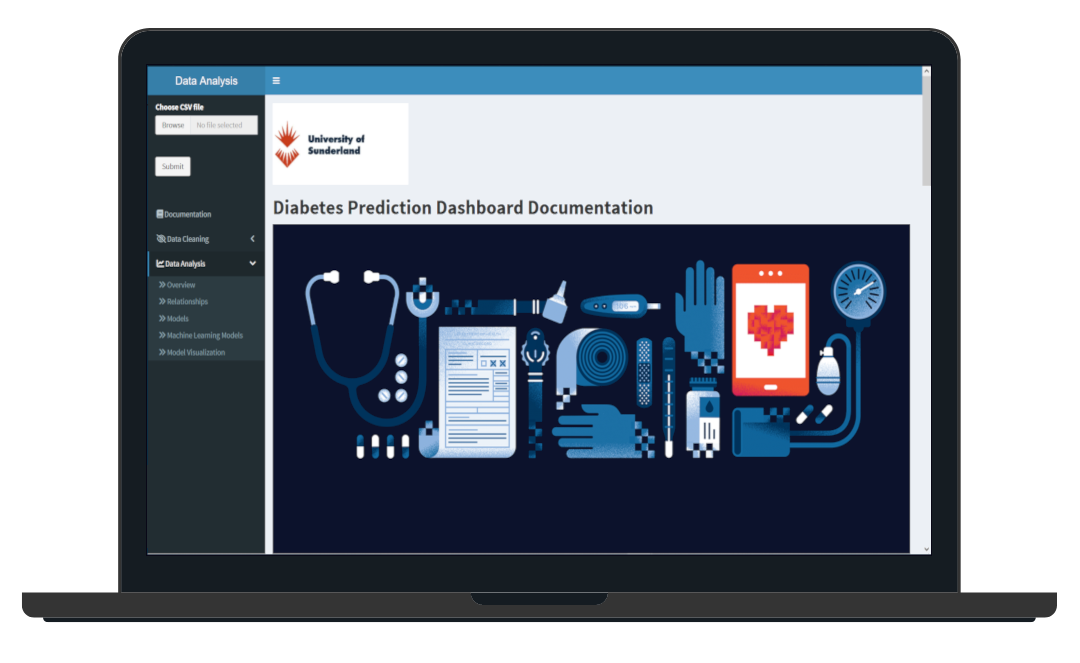 Data Analysis
Choose CSV file
Browse No file selected
Submit
Documentation
Data Cleaning
Data Analysis
Overview
Relationships
Models
Machine Learning Models
Model Visualization
University of
Sunderland
Diabetes Prediction Dashboard Documentation